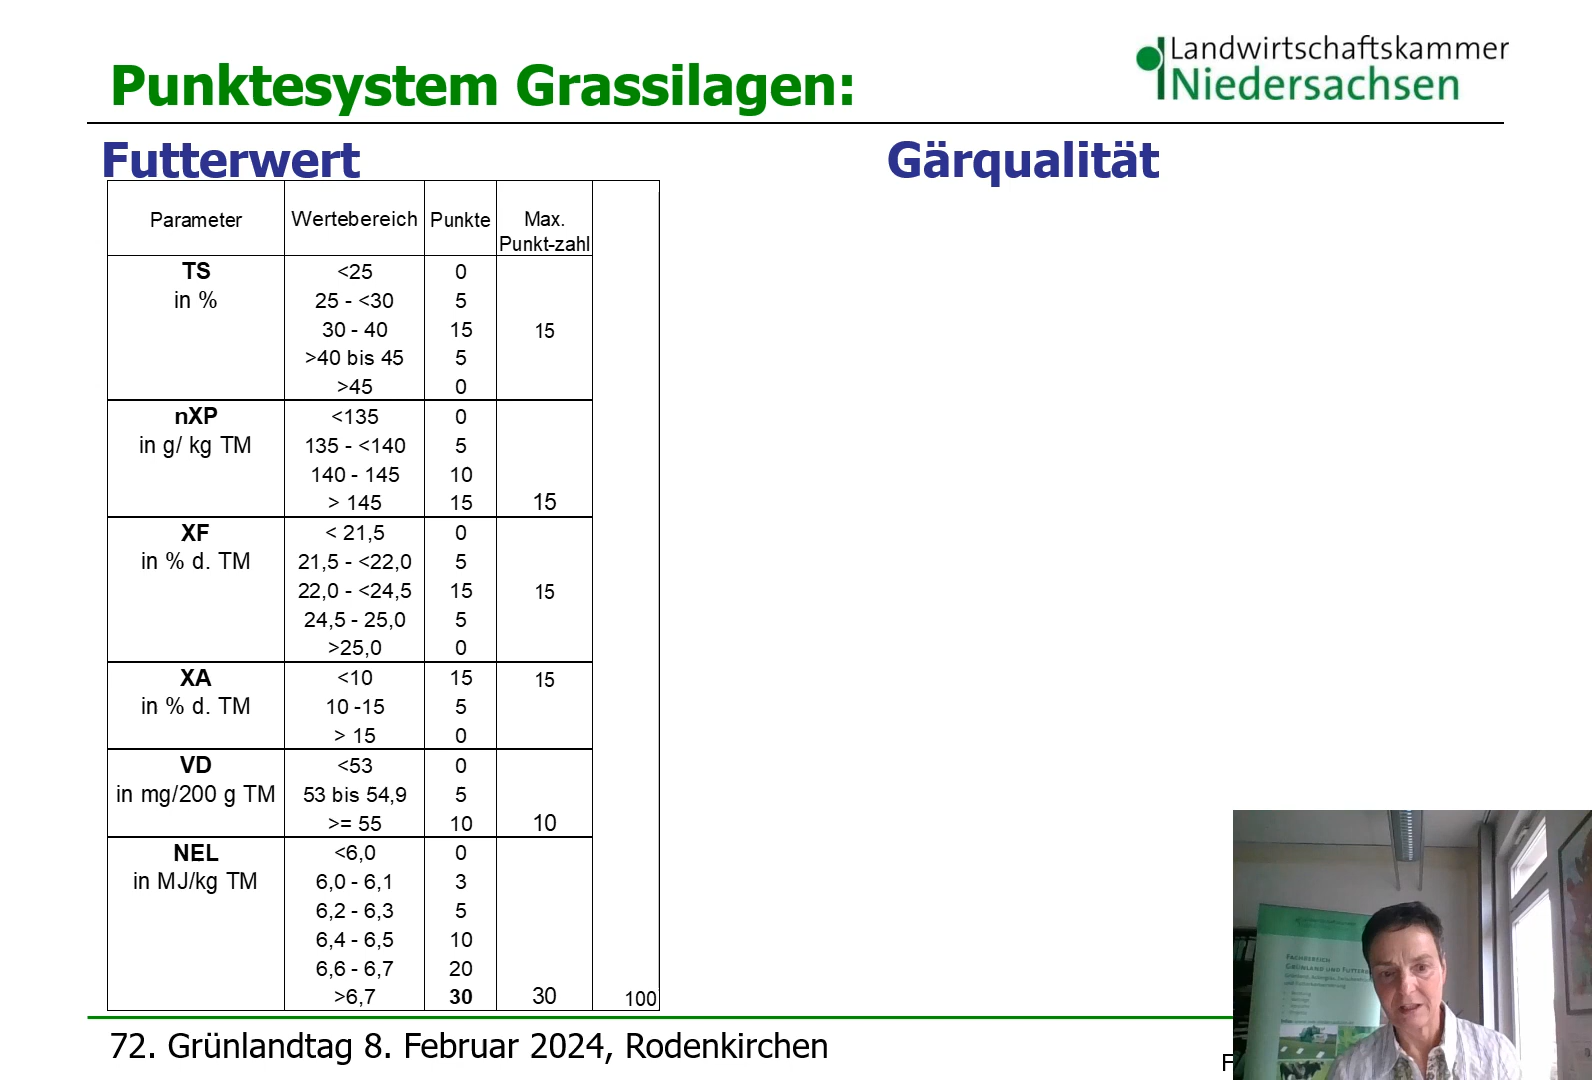 Punktesystem Grassilagen:
Landwirtschaftskammer
Niedersachsen
Futterwert
Gärqualität
Parameter Wertebereich Punkte Max. Punkt-zahl
TS <25 0
in % 25 - <30 5
30 - 40 15 15
>40 bis 45 5
>45 0
nXP <135 0
in g/ kg TM 135 - <140 5
140 - 145 10
> 145 15 15
XF < 21,5 0
in % d. TM 21,5 - <22,0 5
22,0 - <24,5 15 15
24,5 - 25,0 5
>25,0 0
XA <10 15 15
in % d. TM 10 -15 5
> 15 0
VD <53 0
in mg/200 g TM 53 bis 54,9 5
>= 55 10 10
NEL <6,0 0
in MJ/kg TM 6,0 - 6,1 3
6,2 - 6,3 5
6,4 - 6,5 10
6,6 - 6,7 20
>6,7 30 30 100
72. Grünlandtag 8. Februar 2024, Rodenkirchen
Fachbereich
Grünland und